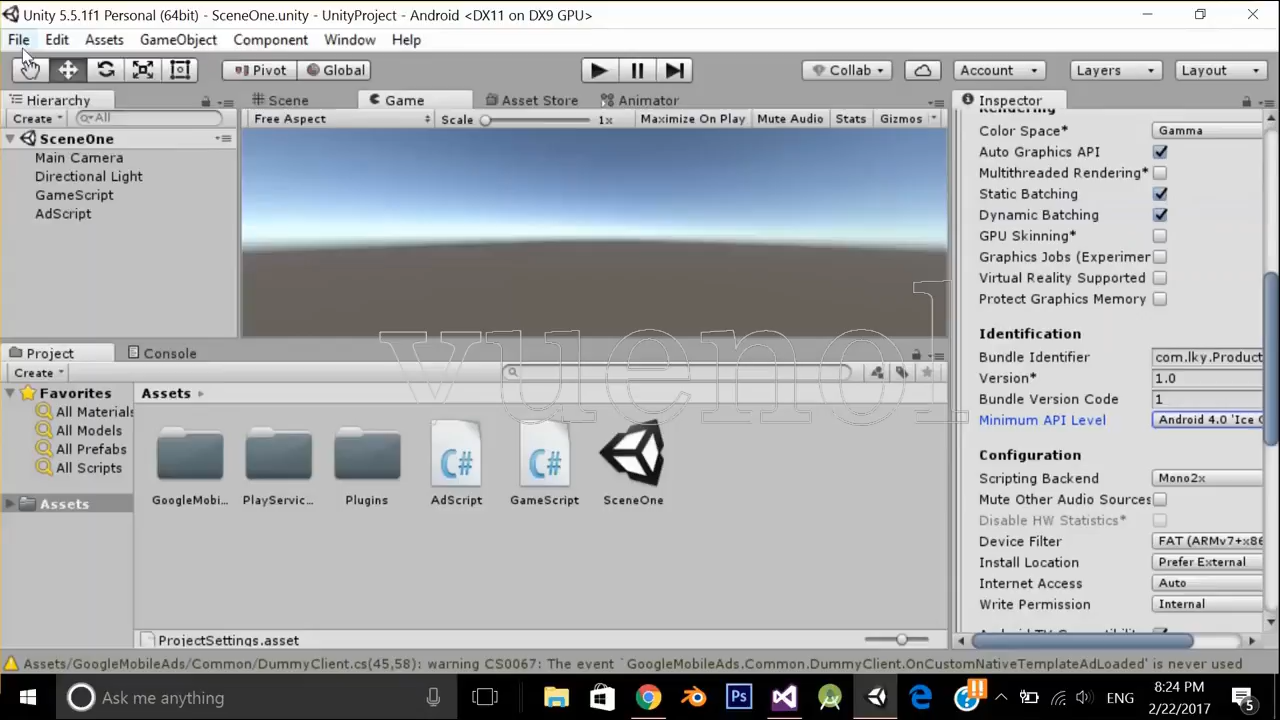 Unity 5.5.1f1 Personal (64bit) - SceneOne.unity - UnityProject - Android <DX11 on DX9 GPU>
File Edit Assets GameObject Component Window Help
Pivot Global Collab Account Layers Layout
Hierarchy Scene Game Asset Store Animator Inspector
Create All Free Aspect Scale 1x Maximize On Play Mute Audio Stats Gizmos
SceneOne
Main Camera
Directional Light
GameScript
AdScript
Rendering
Color Space* Gamma
Auto Graphics API
Multithreaded Rendering*
Static Batching
Dynamic Batching
GPU Skinning*
Graphics Jobs (Experimer
Virtual Reality Supported
Protect Graphics Memory
Identification
Bundle Identifier com.lky.Product
Version* 1.0
Bundle Version Code 1
Minimum API Level Android 4.0 'Ice C
Configuration
Scripting Backend Mono2x
Mute Other Audio Sources
Disable HW Statistics*
Device Filter FAT (ARMv7+x86
Install Location Prefer External
Internet Access Auto
Write Permission Internal
vuenol
Project Console
Create
Favorites
All Materials
All Models
All Prefabs
All Scripts
Assets
Assets
GoogleMobi... PlayServic... Plugins AdScript GameScript SceneOne
C# C#
ProjectSettings.asset
Assets/GoogleMobileAds/Common/DummyClient.cs(45,58): warning CS0067: The event `GoogleMobileAds.Common.DummyClient.OnCustomNativeTemplateAdLoaded' is never used
Ask me anything
Ps
ENG
8:24 PM
2/22/2017
5